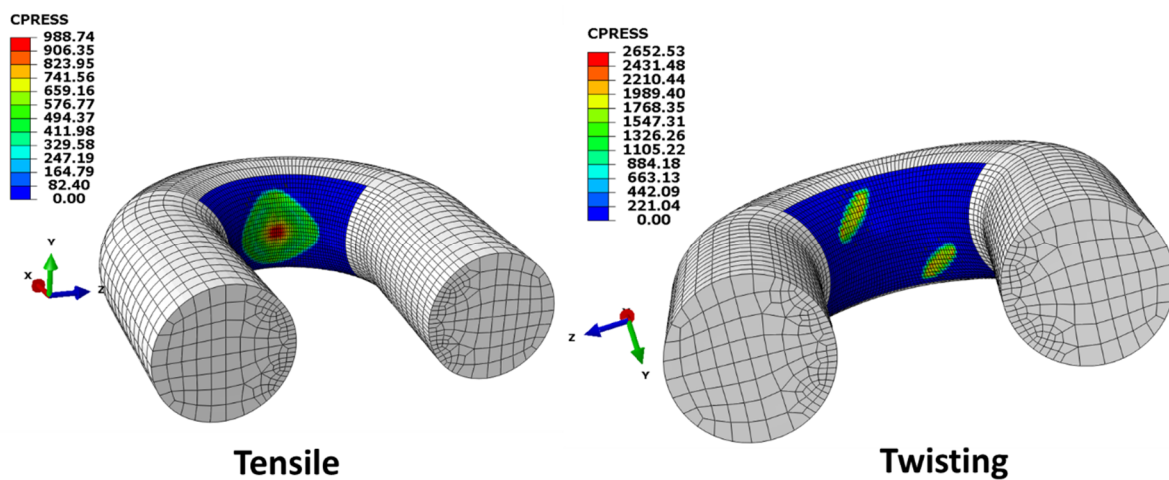 CPRESS
988.74
906.35
823.95
741.56
659.16
576.77
494.37
411.98
329.58
247.19
164.79
82.40
0.00
Y
X
Z
Tensile
CPRESS
2652.53
2431.48
2210.44
1989.40
1768.35
1547.31
1326.26
1105.22
884.18
663.13
442.09
221.04
0.00
Z
Y
Twisting